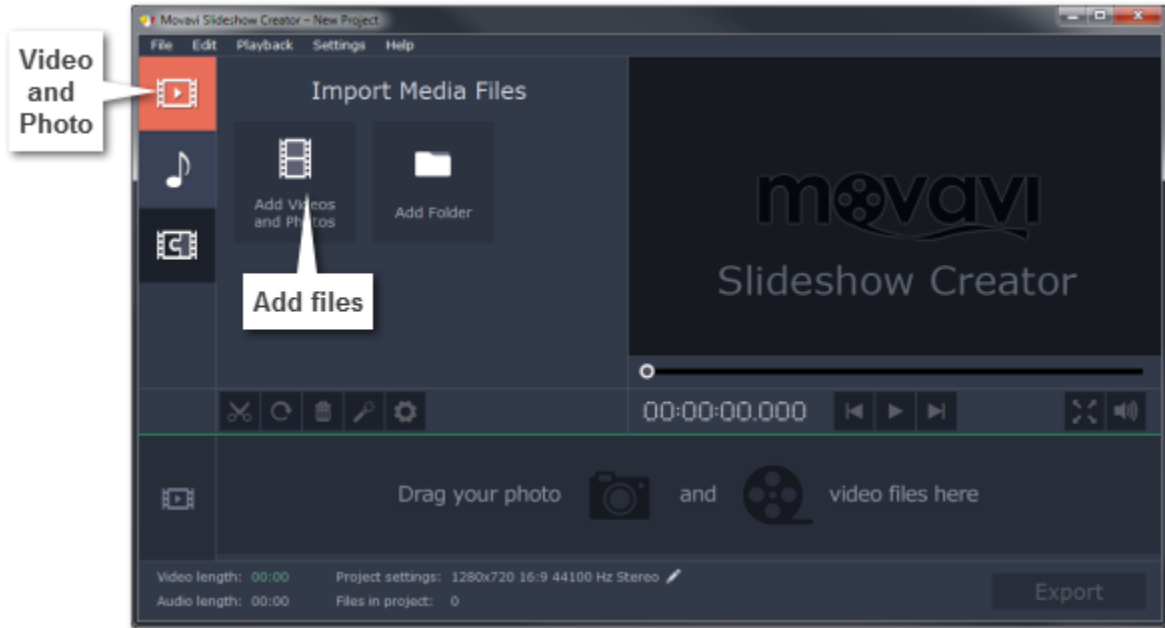 Movavi Slideshow Creator – New Project
File Edit Playback Settings Help
Video
and
Photo
Import Media Files
Add Videos
and Photos
Add Folder
Add files
movavi
Slideshow Creator
00:00:00.000
Drag your photo and video files here
Video length: 00:00 Project settings: 1280x720 16:9 44100 Hz Stereo
Audio length: 00:00 Files in project: 0
Export